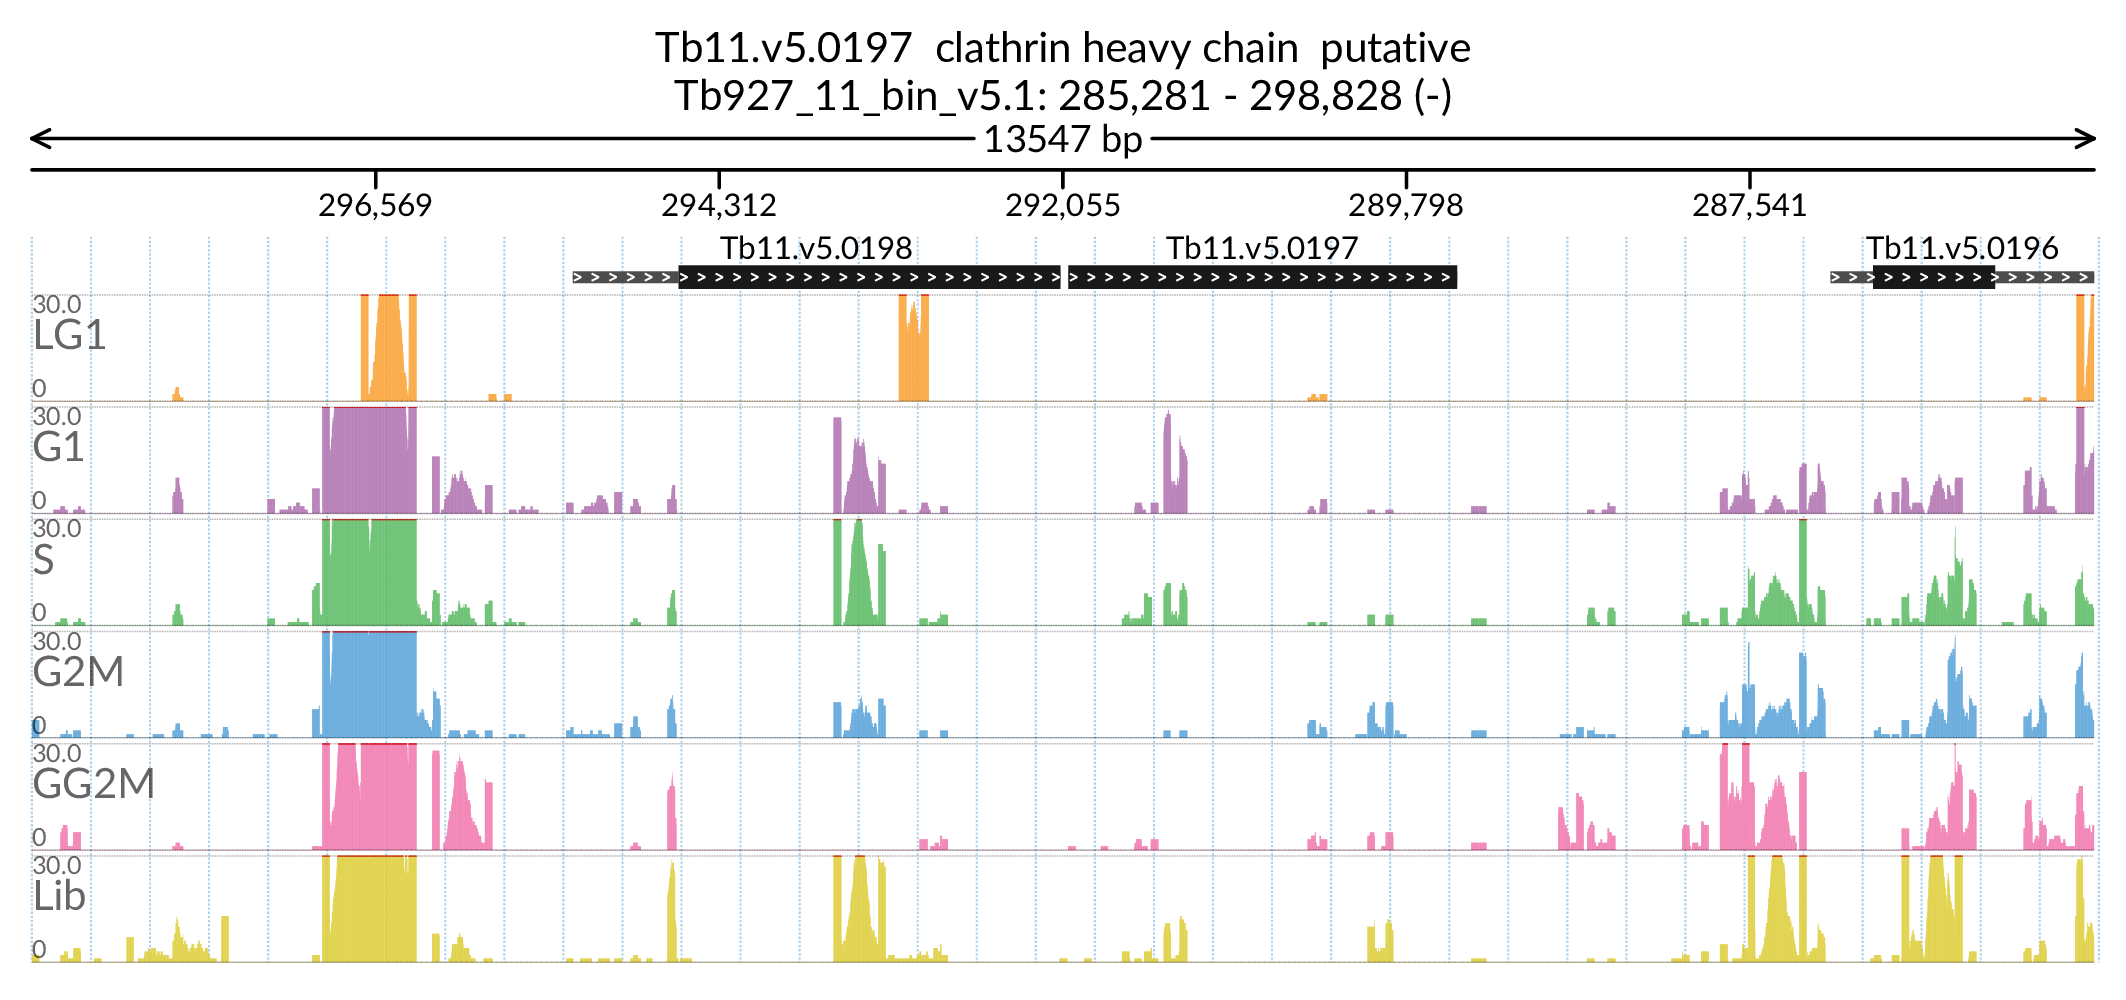 Tb11.v5.0197 clathrin heavy chain putative
Tb927_11_bin_v5.1: 285,281 - 298,828 (-)
13547 bp
296,569 294,312 292,055 289,798 287,541
Tb11.v5.0198 Tb11.v5.0197 Tb11.v5.0196
30.0
LG1
0
30.0
G1
0
30.0
S
0
30.0
G2M
0
30.0
GG2M
0
30.0
Lib
0